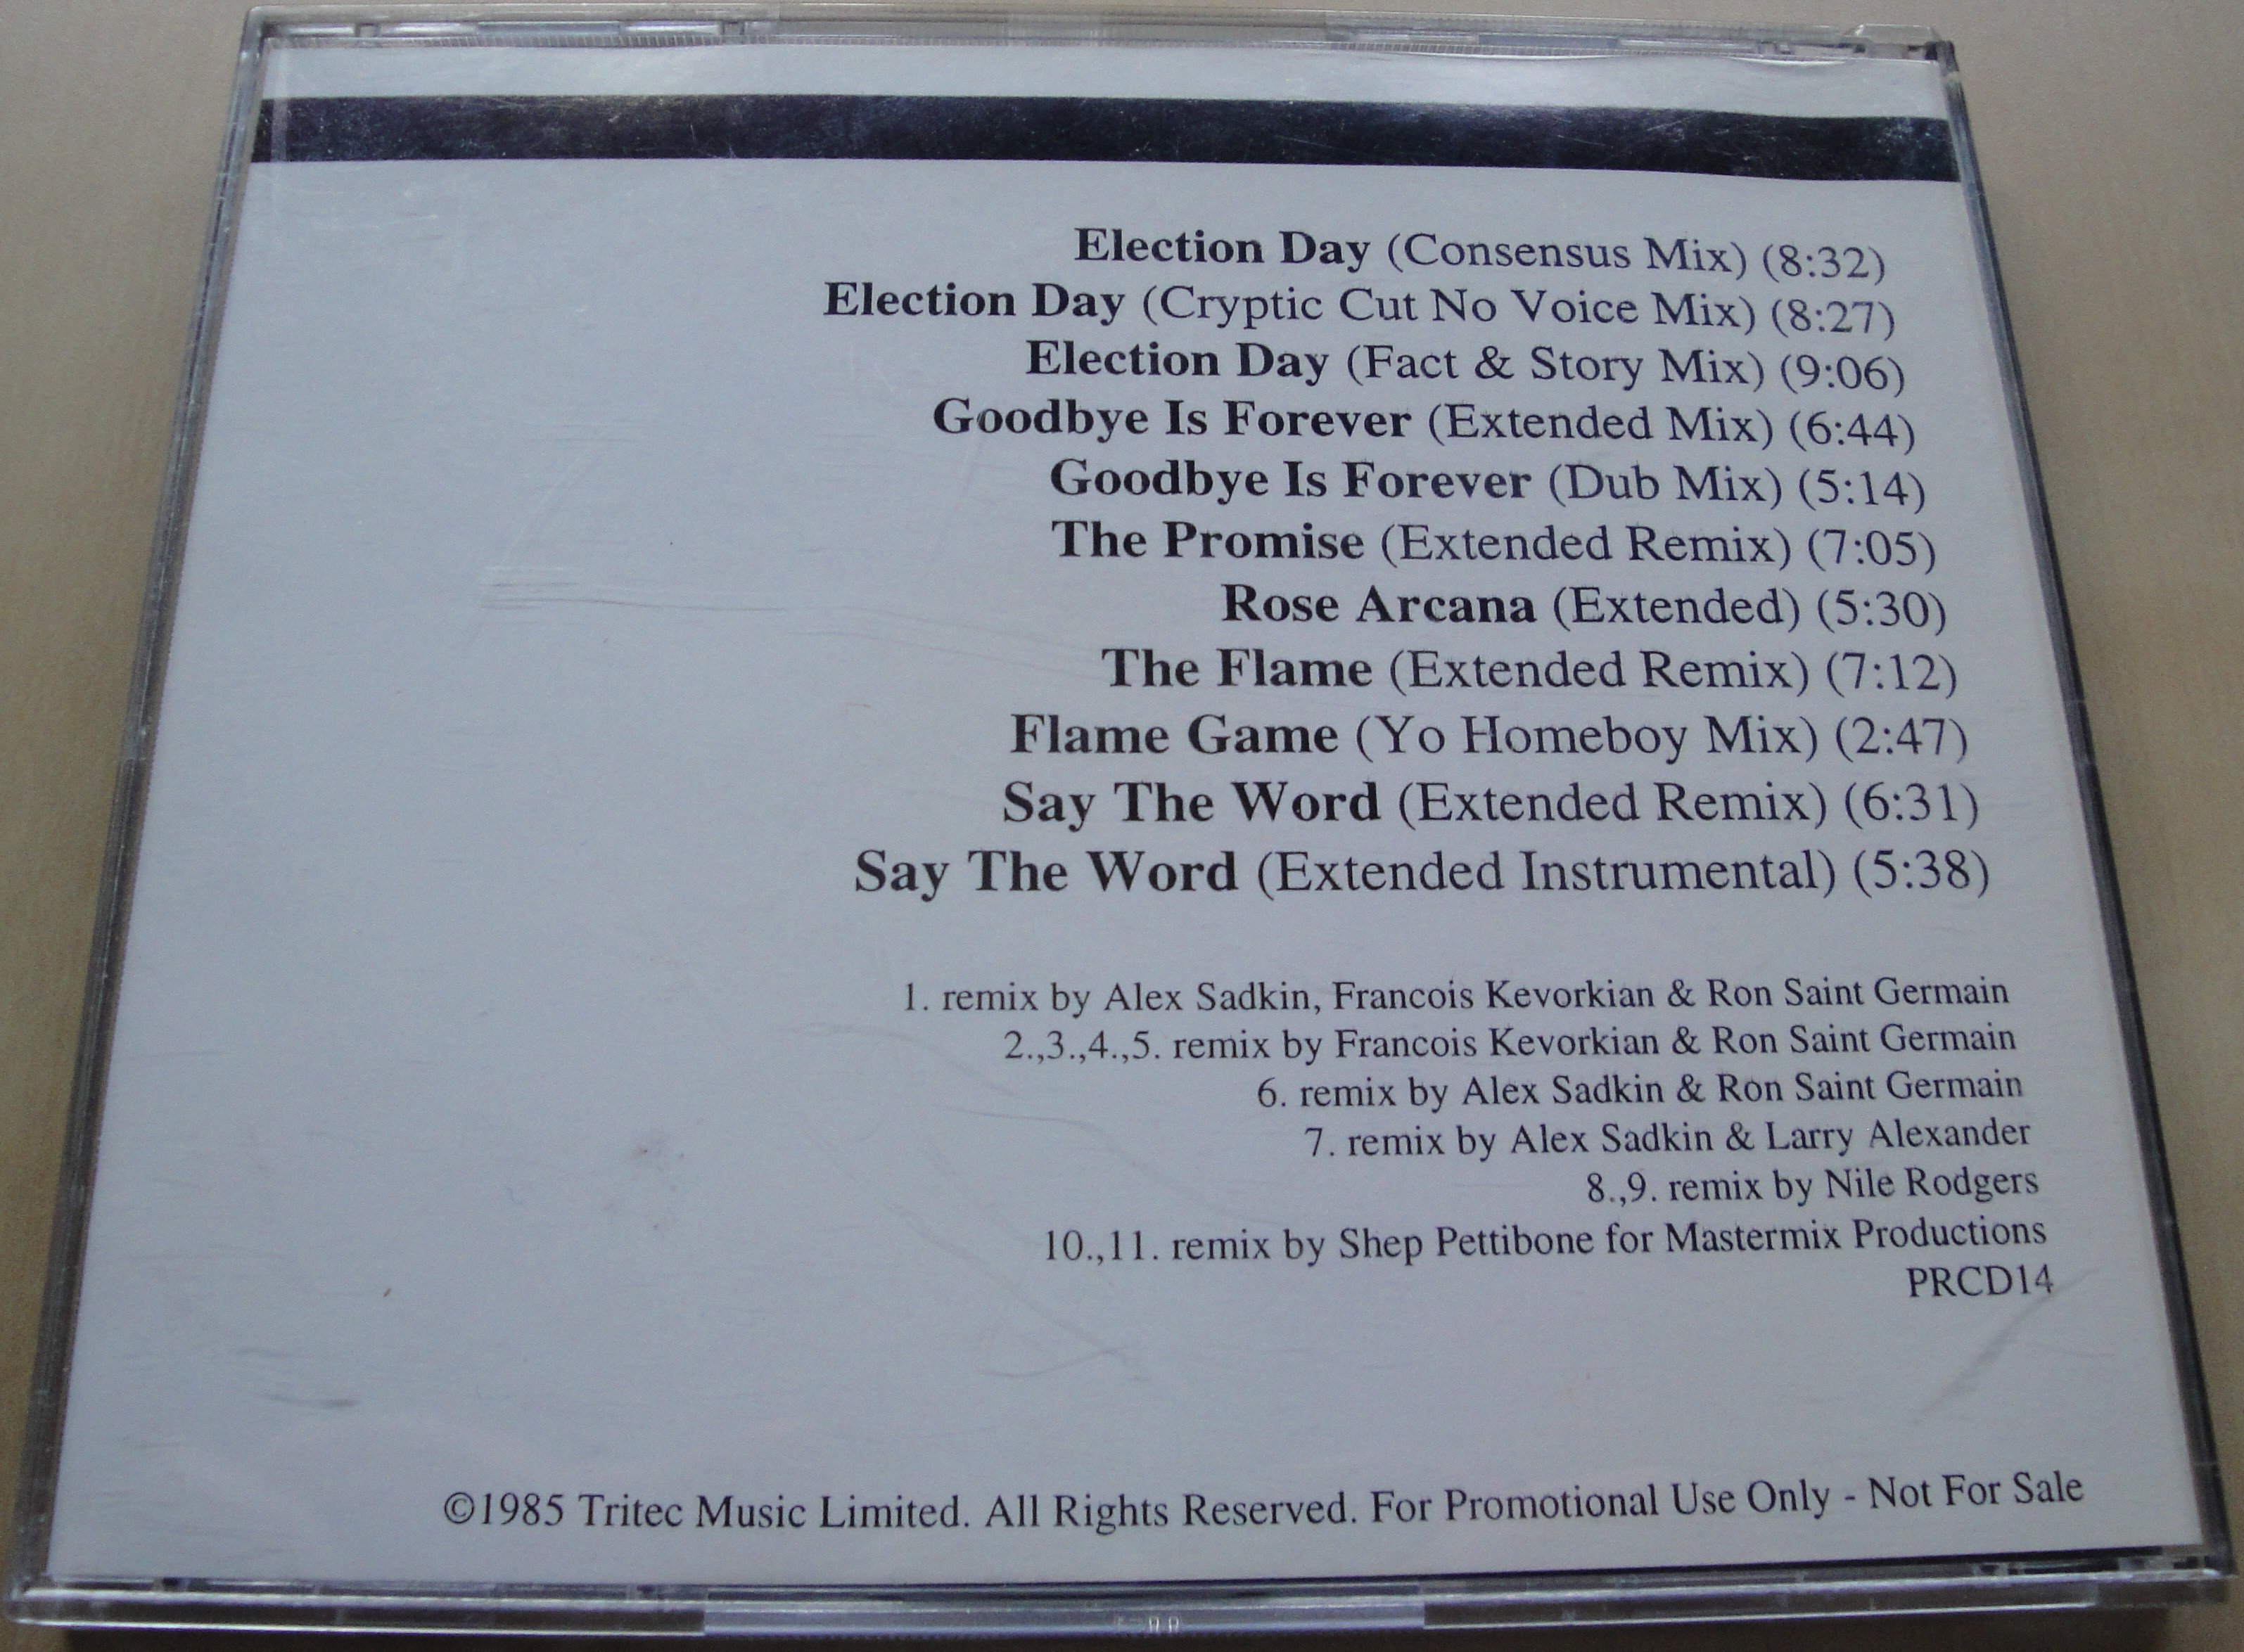 Election Day (Consensus Mix) (8:32)
Election Day (Cryptic Cut No Voice Mix) (8:27)
Election Day (Fact & Story Mix) (9:06)
Goodbye Is Forever (Extended Mix) (6:44)
Goodbye Is Forever (Dub Mix) (5:14)
The Promise (Extended Remix) (7:05)
Rose Arcana (Extended) (5:30)
The Flame (Extended Remix) (7:12)
Flame Game (Yo Homeboy Mix) (2:47)
Say The Word (Extended Remix) (6:31)
Say The Word (Extended Instrumental) (5:38)
1. remix by Alex Sadkin, Francois Kevorkian & Ron Saint Germain
2.,3.,4.,5. remix by Francois Kevorkian & Ron Saint Germain
6. remix by Alex Sadkin & Ron Saint Germain
7. remix by Alex Sadkin & Larry Alexander
8.,9. remix by Nile Rodgers
10.,11. remix by Shep Pettibone for Mastermix Productions
PRCD14
©1985 Tritec Music Limited. All Rights Reserved. For Promotional Use Only - Not For Sale